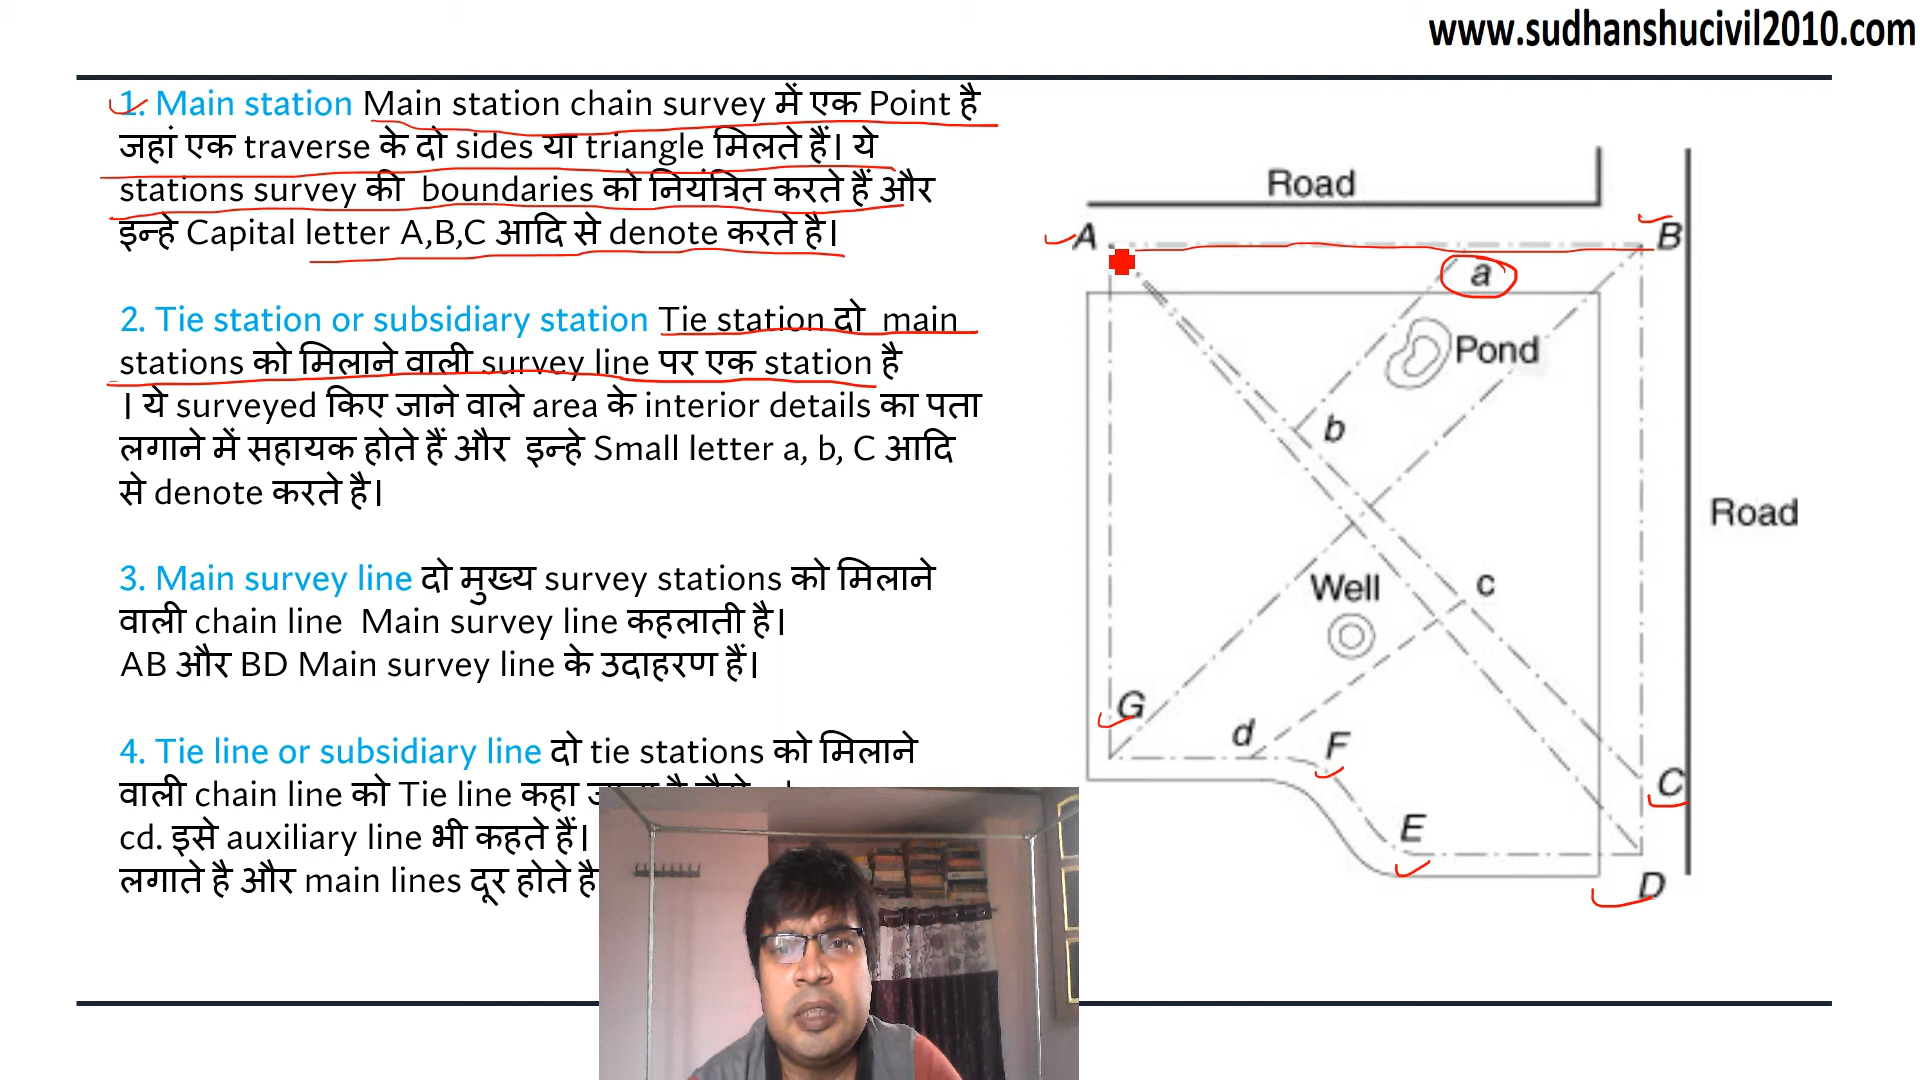 www.sudhanshucivil2010.com
1. Main station Main station chain survey में एक Point है
जहां एक traverse के दो sides या triangle मिलते हैं। ये
stations survey की boundaries को नियंत्रित करते हैं और
इन्हे Capital letter A,B,C आदि से denote करते है।
2. Tie station or subsidiary station Tie station दो main
stations को मिलाने वाली survey line पर एक station है
। ये surveyed किए जाने वाले area के interior details का पता
लगाने में सहायक होते हैं और इन्हे Small letter a, b, C आदि
से denote करते है।
3. Main survey line दो मुख्य survey stations को मिलाने
वाली chain line Main survey line कहलाती है।
AB और BD Main survey line के उदाहरण हैं।
4. Tie line or subsidiary line दो tie stations को मिलाने
वाली chain line को Tie line कहा
cd. इसे auxiliary line भी कहते हैं।
लगाते है और main lines दूर होते है
Road
A
B
a
Pond
b
Road
Well
c
G
d
F
C
E
D